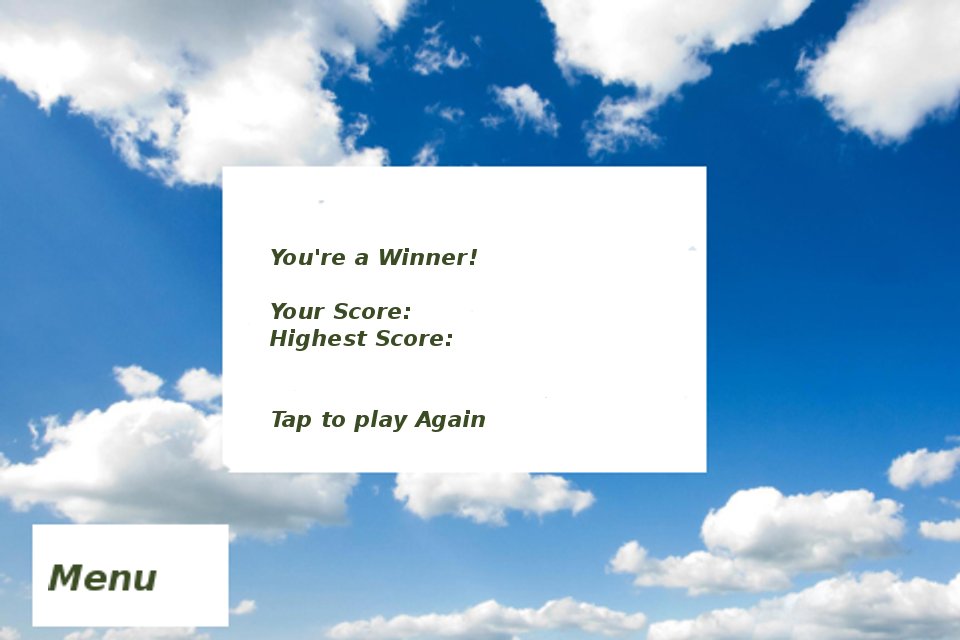 You're a Winner!
Your Score:
Highest Score:
Tap to play Again
Menu